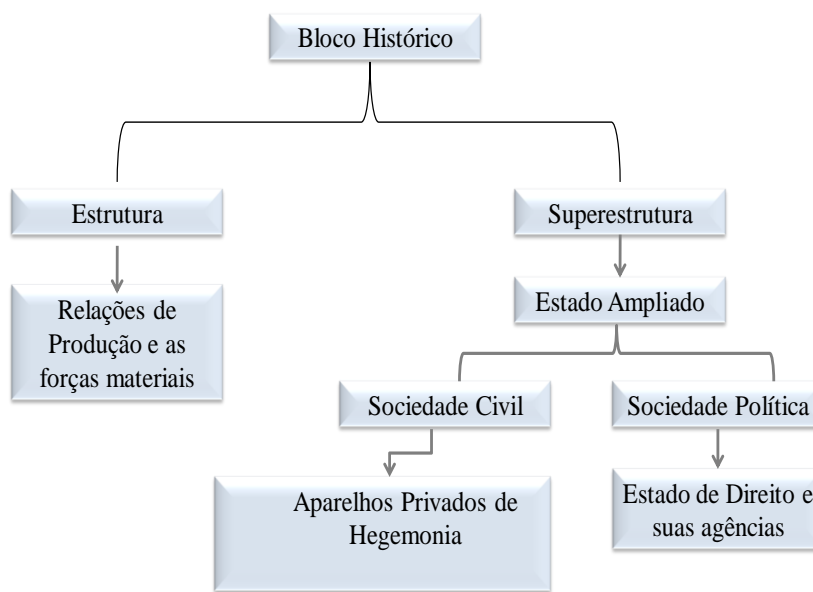 Bloco Histórico
Estrutura
Superestrutura
Relações de
Produção e as
forças materiais
Estado Ampliado
Sociedade Civil
Sociedade Política
Aparelhos Privados de
Hegemonia
Estado de Direito e
suas agências